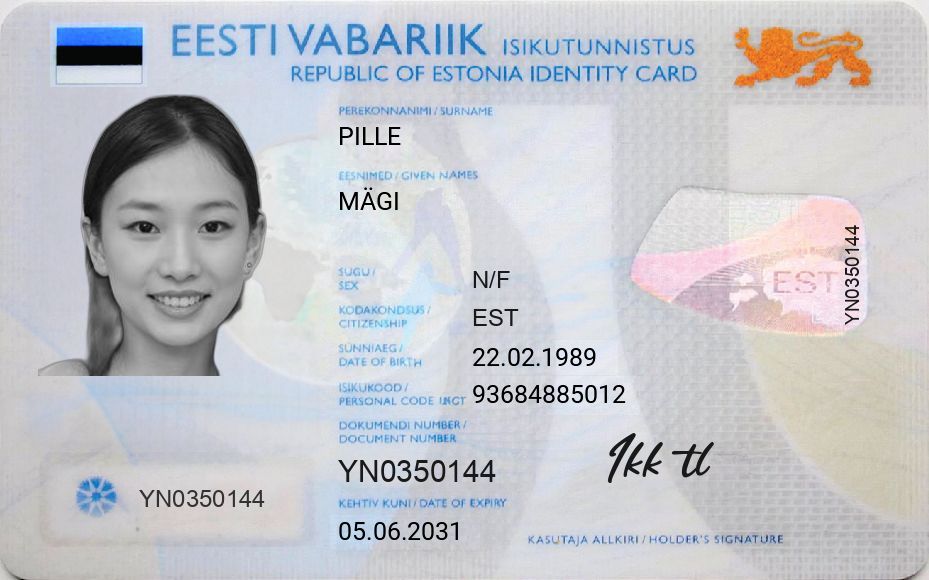 EESTI VABARIIK ISIKUTUNNISTUS
REPUBLIC OF ESTONIA IDENTITY CARD
PEREKONNANIMI / SURNAME
PILLE
EESNIMED / GIVEN NAMES
MÄGI
SUGU /
SEX
N/F
KODAKONDSUS /
CITIZENSHIP
EST
SÜNNIAEG /
DATE OF BIRTH
22.02.1989
ISIKUKOOD /
PERSONAL CODE
93684885012
DOKUMENDI NUMBER /
DOCUMENT NUMBER
YN0350144
KEHTIV KUNI / DATE OF EXPIRY
05.06.2031
YN0350144
EST
YN0350144
KASUTAJA ALLKIRI / HOLDER'S SIGNATURE